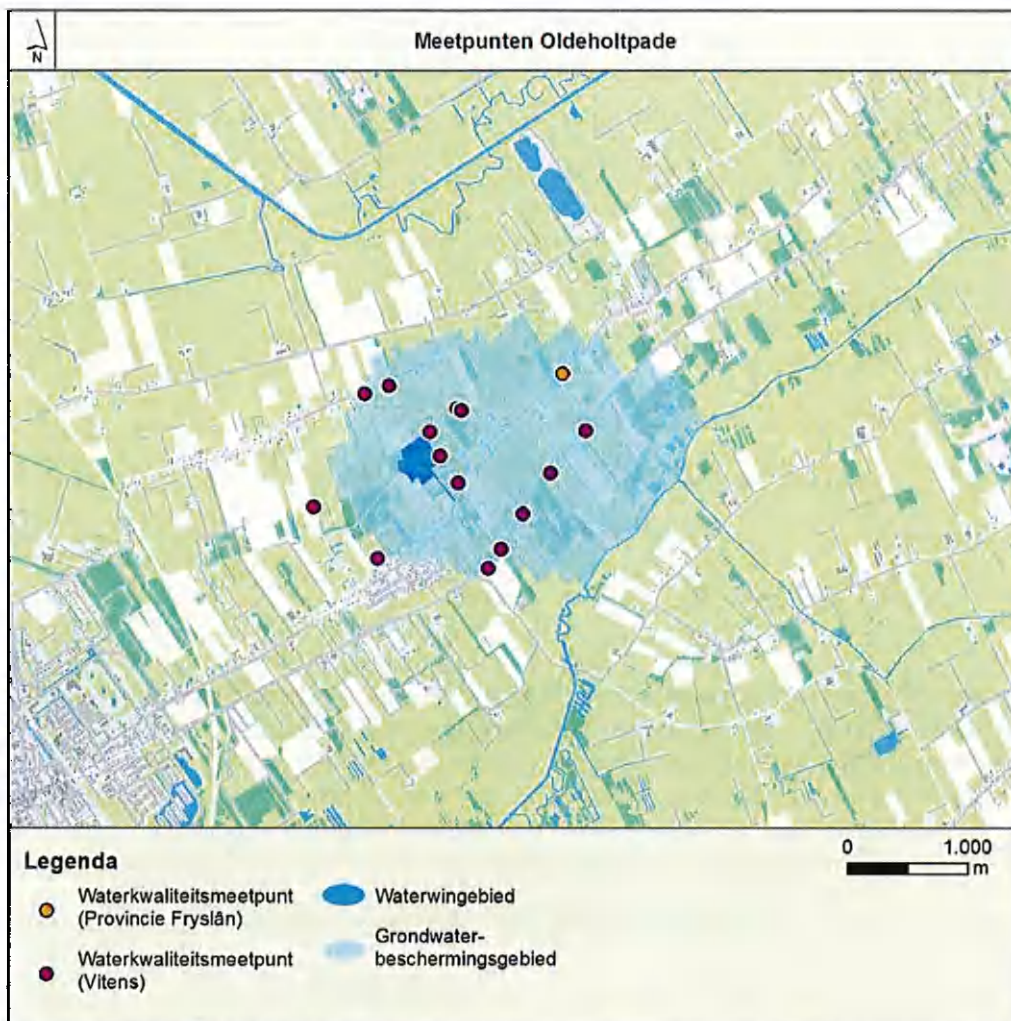 N
Meetpunten Oldeholtpade
Legenda
Waterkwaliteitsmeetpunt
(Provincie Fryslân)
Waterkwaliteitsmeetpunt
(Vitens)
Waterwingebied
Grondwater-
beschermingsgebied
0 1.000
m